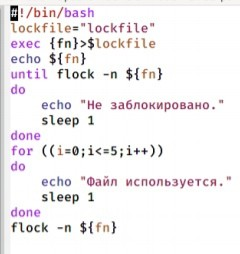 #!/bin/bash
lockfile="lockfile"
exec {fn}>$lockfile
echo ${fn}
until flock -n ${fn}
do
    echo "Не заблокировано."
    sleep 1
done
for ((i=0;i<=5;i++))
do
    echo "Файл используется."
    sleep 1
done
flock -n ${fn}